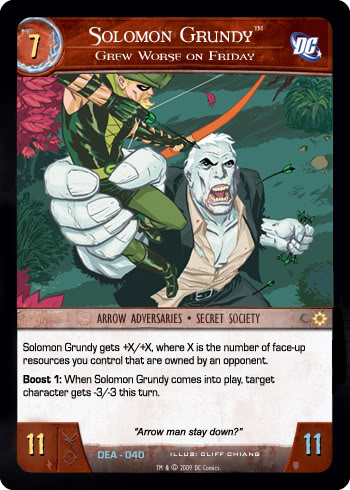 7
SOLOMON GRUNDY™
GREW WORSE ON FRIDAY
DC
ARROW ADVERSARIES • SECRET SOCIETY
Solomon Grundy gets +X/+X, where X is the number of face-up
resources you control that are owned by an opponent.
Boost 1: When Solomon Grundy comes into play, target
character gets -3/-3 this turn.
"Arrow man stay down?"
11
DEA - 040
ILLUS: CLIFF CHIANG
11
TM & © 2009 DC Comics.